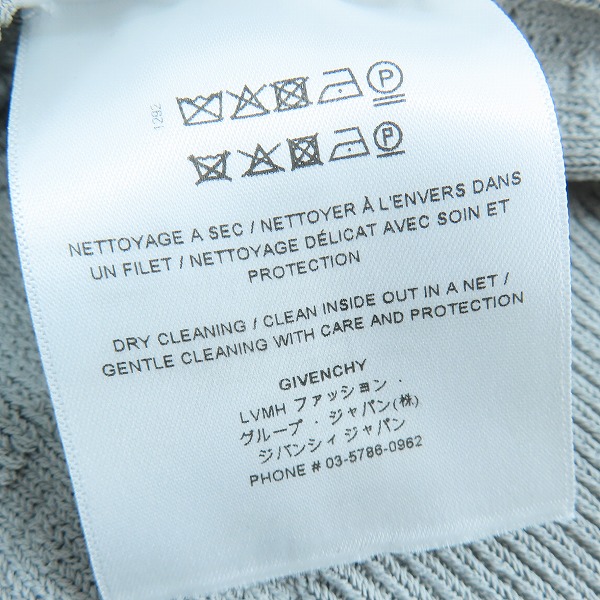 1292
P
P
NETTOYAGE A SEC / NETTOYER À L'ENVERS DANS
UN FILET / NETTOYAGE DÉLICAT AVEC SOIN ET
PROTECTION
DRY CLEANING / CLEAN INSIDE OUT IN A NET /
GENTLE CLEANING WITH CARE AND PROTECTION
GIVENCHY
LVMH ファッション ・
グループ ・ ジャパン(株)
ジバンシィ ジャパン
PHONE # 03-5786-0962